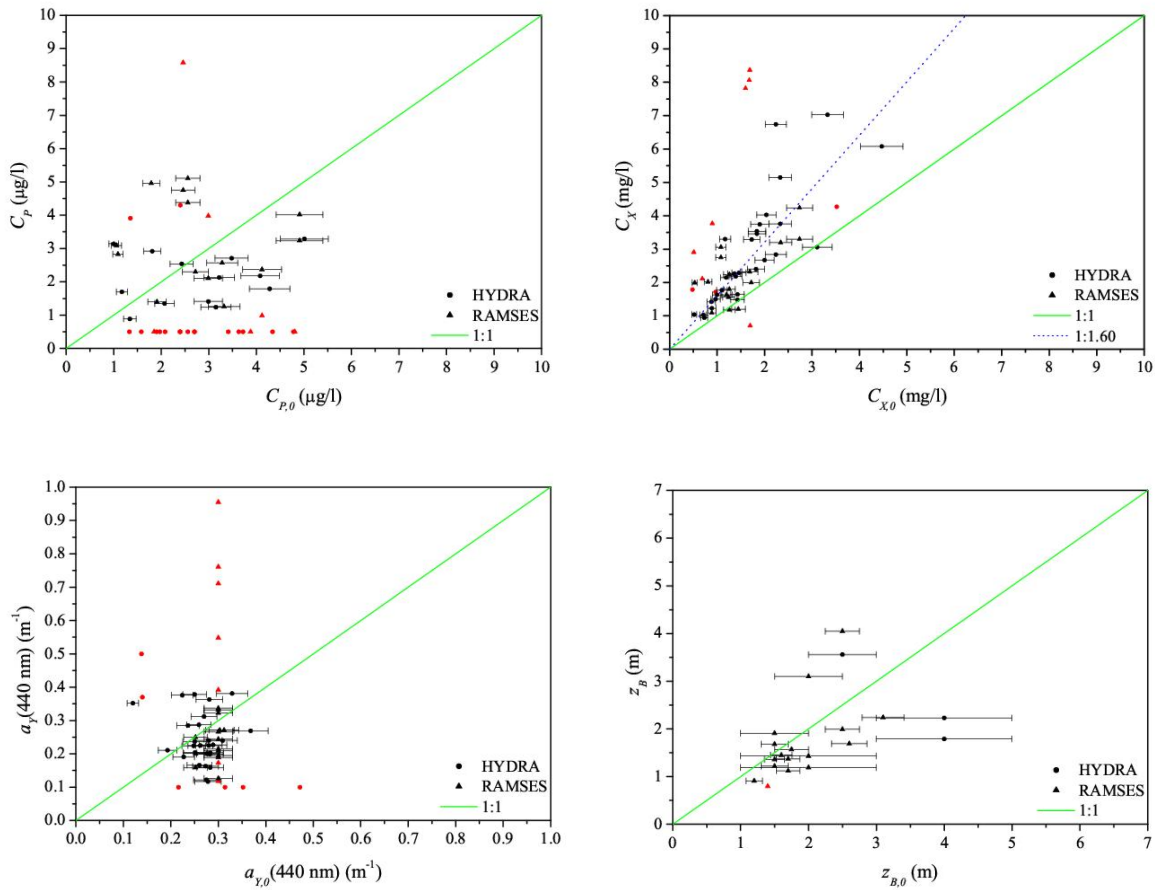 10
9
8
7
6
5
4
3
2
1
0
C_P (µg/l)
HYDRA
RAMSES
1:1
0 1 2 3 4 5 6 7 8 9 10
C_{P,0} (µg/l)
10
9
8
7
6
5
4
3
2
1
0
C_X (mg/l)
HYDRA
RAMSES
1:1
1:1.60
0 1 2 3 4 5 6 7 8 9 10
C_{X,0} (mg/l)
1.0
0.9
0.8
0.7
0.6
0.5
0.4
0.3
0.2
0.1
0.0
a_Y(440 nm) (m⁻¹)
HYDRA
RAMSES
1:1
0.0 0.1 0.2 0.3 0.4 0.5 0.6 0.7 0.8 0.9 1.0
a_{Y,0}(440 nm) (m⁻¹)
7
6
5
4
3
2
1
0
z_B (m)
HYDRA
RAMSES
1:1
0 1 2 3 4 5 6 7
z_{B,0} (m)